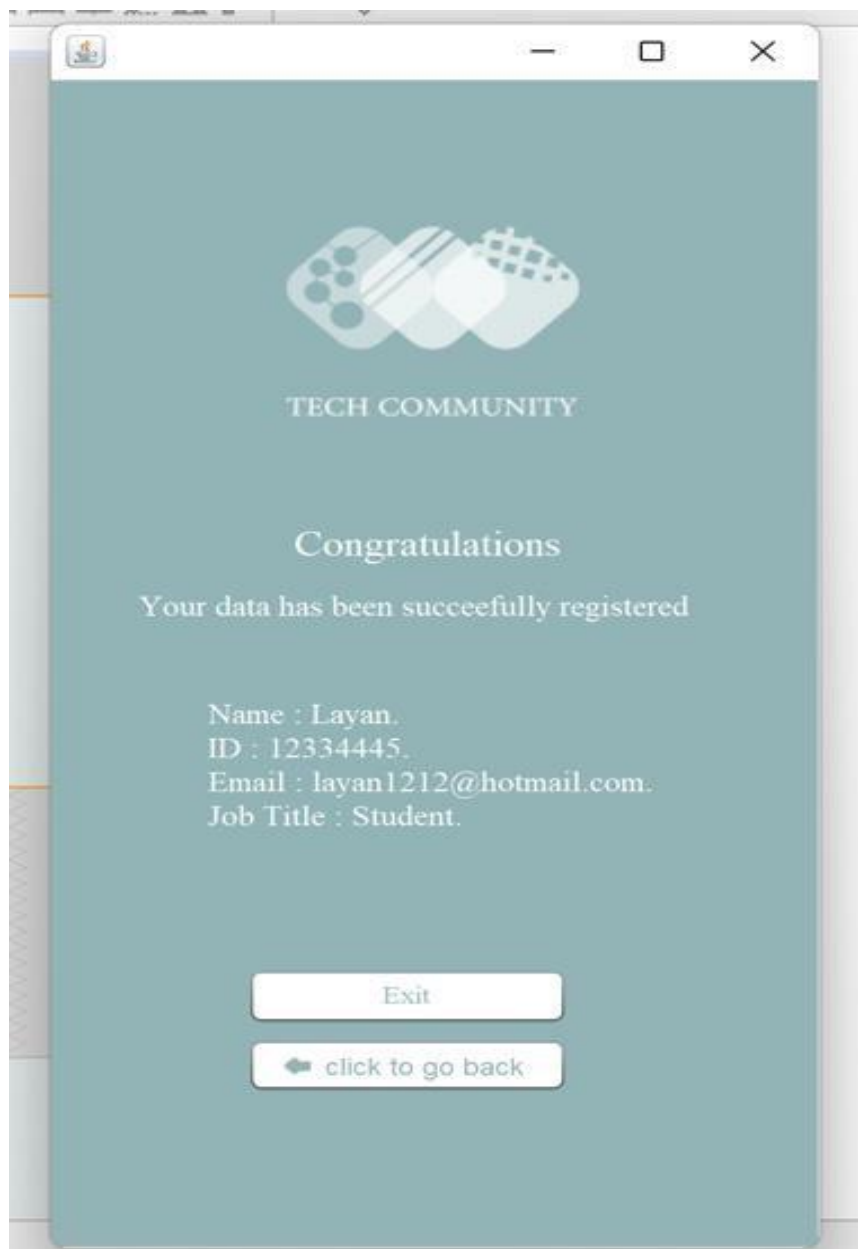 TECH COMMUNITY
Congratulations
Your data has been succeefully registered
Name : Layan.
ID : 12334445.
Email : layan1212@hotmail.com.
Job Title : Student.
Exit
click to go back